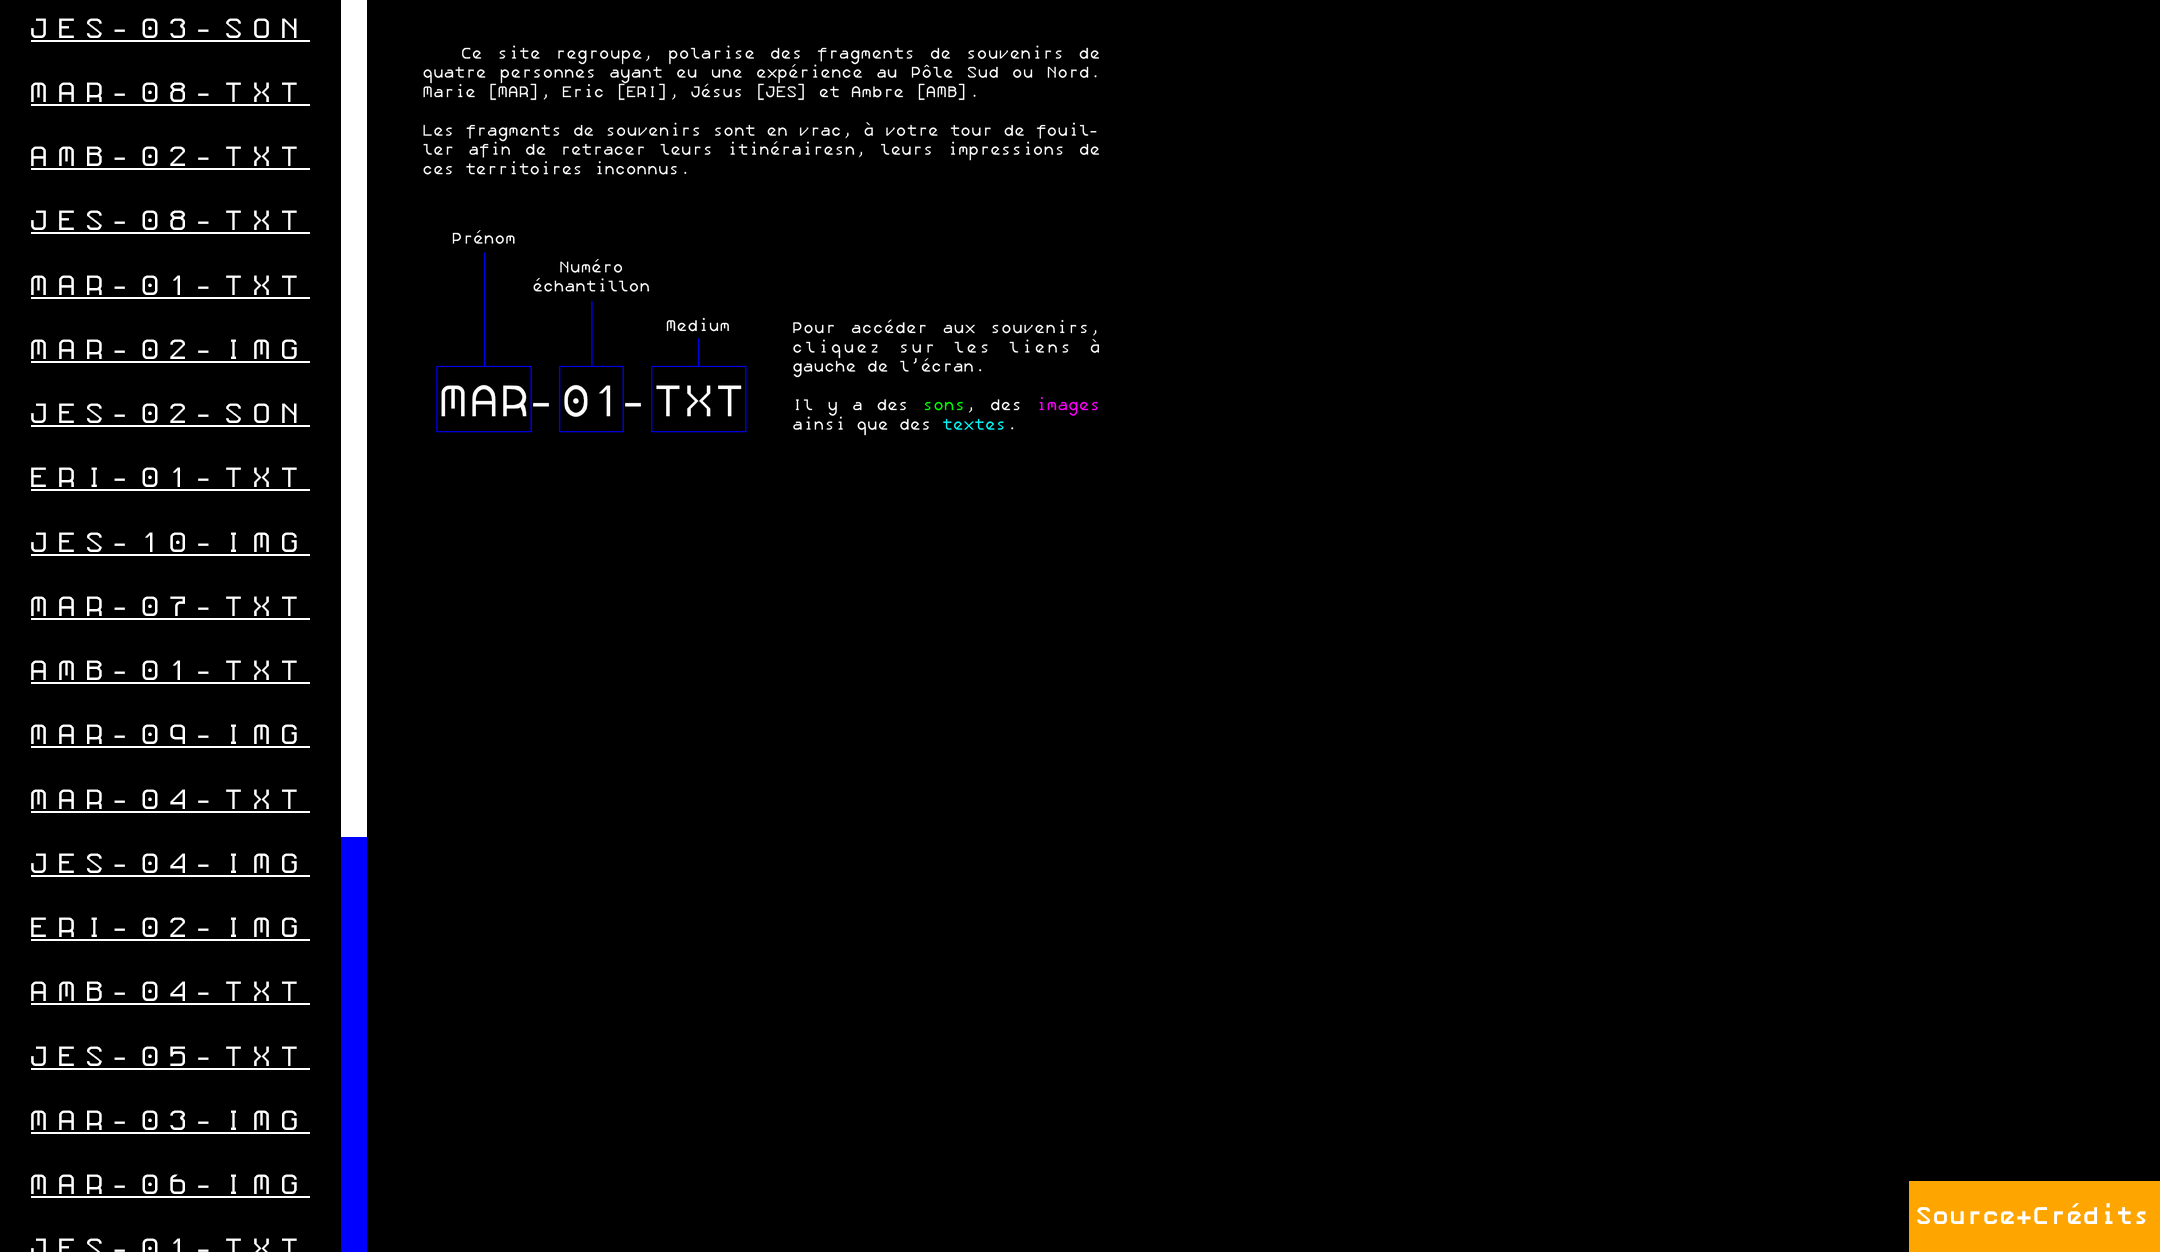 JES-03-SON
MAR-08-TXT
AMB-02-TXT
JES-08-TXT
MAR-01-TXT
MAR-02-IMG
JES-02-SON
ERI-01-TXT
JES-10-IMG
MAR-07-TXT
AMB-01-TXT
MAR-09-IMG
MAR-04-TXT
JES-04-IMG
ERI-02-IMG
AMB-04-TXT
JES-05-TXT
MAR-03-IMG
MAR-06-IMG
JES-01-TXT
Ce site regroupe, polarise des fragments de souvenirs de
quatre personnes ayant eu une expérience au Pôle Sud ou Nord.
Marie [MAR], Eric [ERI], Jésus [JES] et Ambre [AMB].
Les fragments de souvenirs sont en vrac, à votre tour de fouil-
ler afin de retracer leurs itinérairesn, leurs impressions de
ces territoires inconnus.
Prénom
Numéro
échantillon
Medium
MAR-01-TXT
Pour accéder aux souvenirs,
cliquez sur les liens à
gauche de l'écran.
Il y a des sons, des images
ainsi que des textes.
Source+Crédits